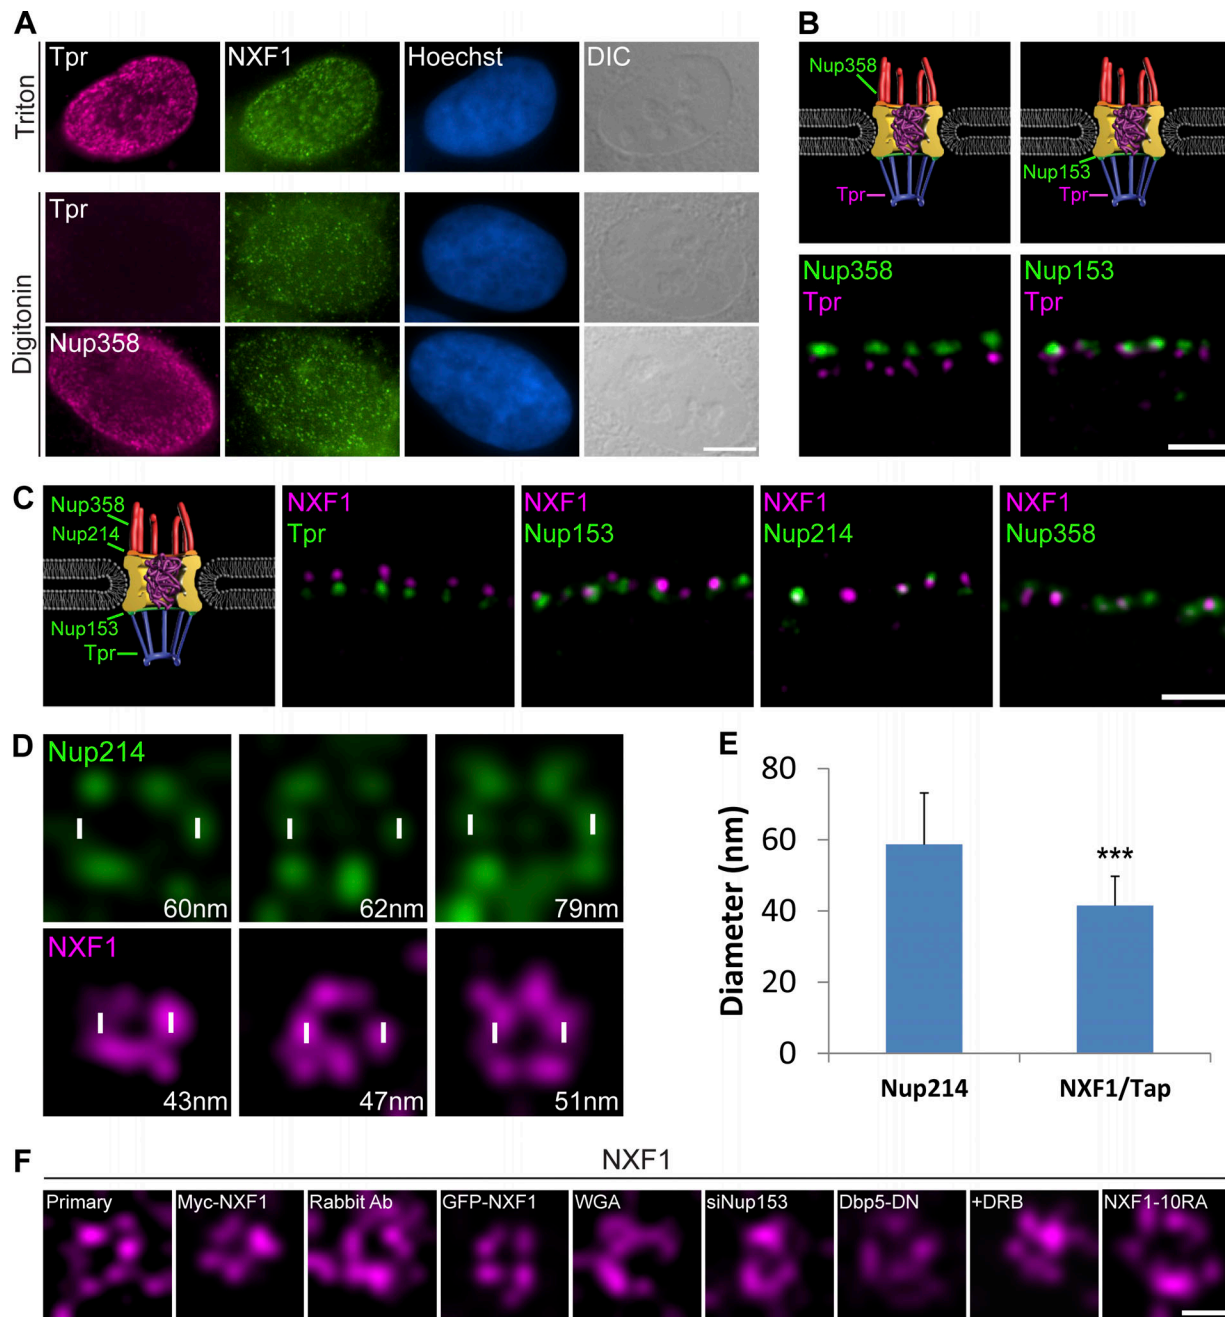 A
Triton
Tpr
NXF1
Hoechst
DIC
Digitonin
Tpr
Nup358
B
Nup358
Tpr
Nup153
Tpr
Nup358
Tpr
Nup153
Tpr
C
Nup358
Nup214
Nup153
Tpr
NXF1
Tpr
NXF1
Nup153
NXF1
Nup214
NXF1
Nup358
D
Nup214
60nm
62nm
79nm
NXF1
43nm
47nm
51nm
E
Diameter (nm)
80
60
40
20
0
***
Nup214
NXF1/Tap
F
NXF1
Primary
Myc-NXF1
Rabbit Ab
GFP-NXF1
WGA
siNup153
Dbp5-DN
+DRB
NXF1-10RA